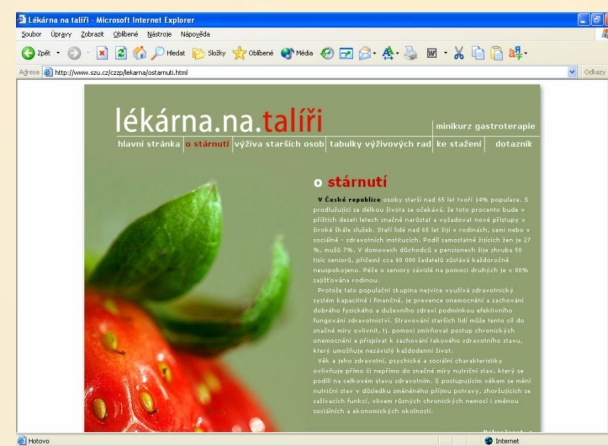 Lékárna na talíři - Microsoft Internet Explorer
Soubor Úpravy Zobrazit Oblíbené Nástroje Nápověda
Zpět Hledat Složky Oblíbené Média
Adresa http://www.szu.cz/czzp/lekarna/ostarnuti.html Odkazy
lékárna.na.talíři
minikurz gastroterapie
hlavní stránka o stárnutí výživa starších osob tabulky výživových rad ke stažení dotazník
o stárnutí
V České republice osoby starší nad 65 let tvoří 14% populace. S
prodlužující se délkou života se očekává, že toto procento bude v
příštích deseti letech značně narůstat a vyžadovat nové přístupy v
široké škále služeb. Staří lidé nad 65 let žijí v rodinách, sami nebo v
sociálně - zdravotních institucích. Podíl samostatně žijících žen je 27
%, mužů 7%. V domovech důchodců a penzionech žije zhruba 50
tisíc seniorů, přičemž cca 80 000 žadatelů zůstává každoročně
neuspokojeno. Péče o seniory závislé na pomoci druhých je v 80%
zajišťována rodinou.
Protože tato populační skupina nejvíce využívá zdravotnický
systém kapacitně i finančně, je prevence onemocnění a zachování
dobrého fyzického a duševního zdraví podmínkou efektivního
fungování zdravotnictví. Stravování starších lidí může tento cíl do
značné míry ovlivnit, tj. pomoci zmírňovat postup chronických
onemocnění a přispívat k zachování takového zdravotního stavu,
který umožňuje nezávislý každodenní život.
Věk a jeho zdravotní, psychické a sociální charakteristiky
ovlivňuje přímo či nepřímo do značné míry nutriční stav, který se
podílí na celkovém stavu zdravotním. S postupujícím věkem se mění
nutriční stav v důsledku změněného příjmu potravy, zhoršujících se
zažívacích funkcí, vlivem různých chronických nemocí i změnou
sociálních a ekonomických okolností.
Hotovo Internet